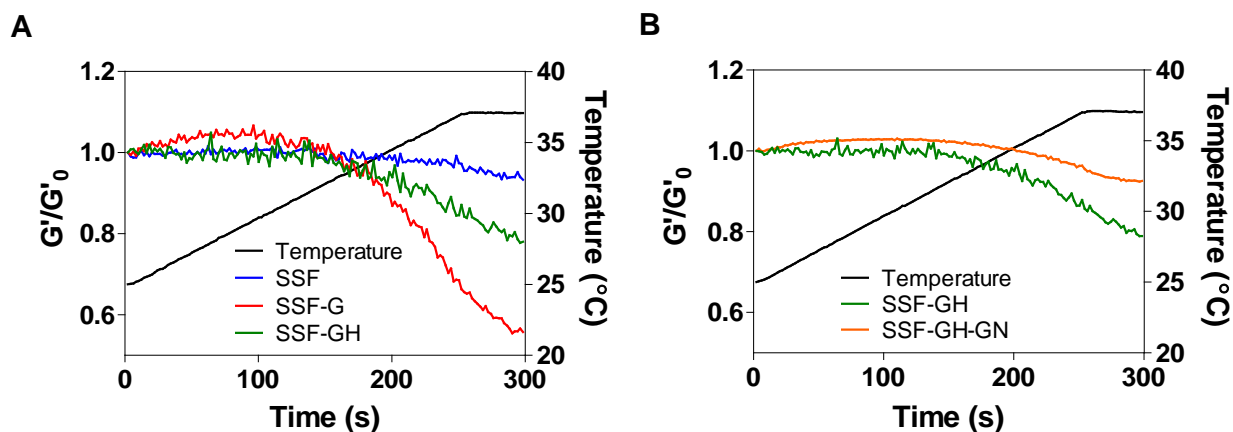 A
G'/G'0
1.2
1.0
0.8
0.6
40
35
30
25
20
Temperature (°C)
Temperature
SSF
SSF-G
SSF-GH
0
100
200
300
Time (s)
B
G'/G'0
1.2
1.0
0.8
0.6
40
35
30
25
20
Temperature (°C)
Temperature
SSF-GH
SSF-GH-GN
0
100
200
300
Time (s)